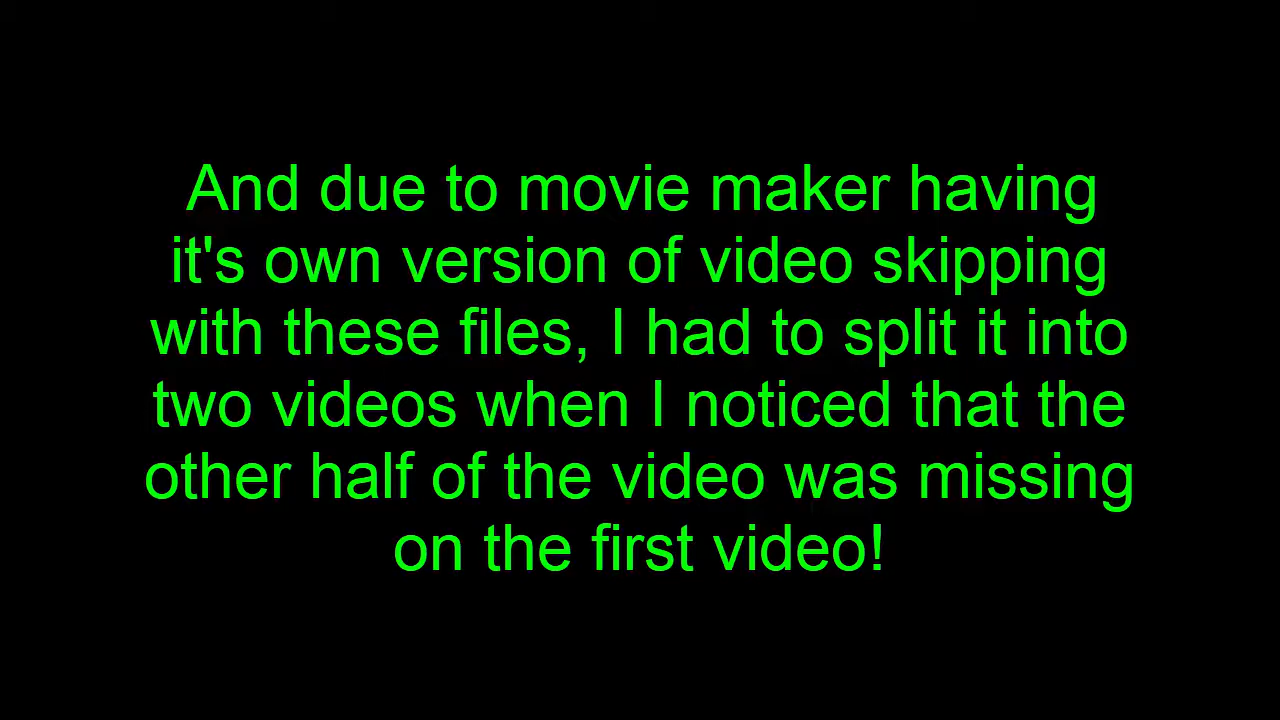 And due to movie maker having
it's own version of video skipping
with these files, I had to split it into
two videos when I noticed that the
other half of the video was missing
on the first video!